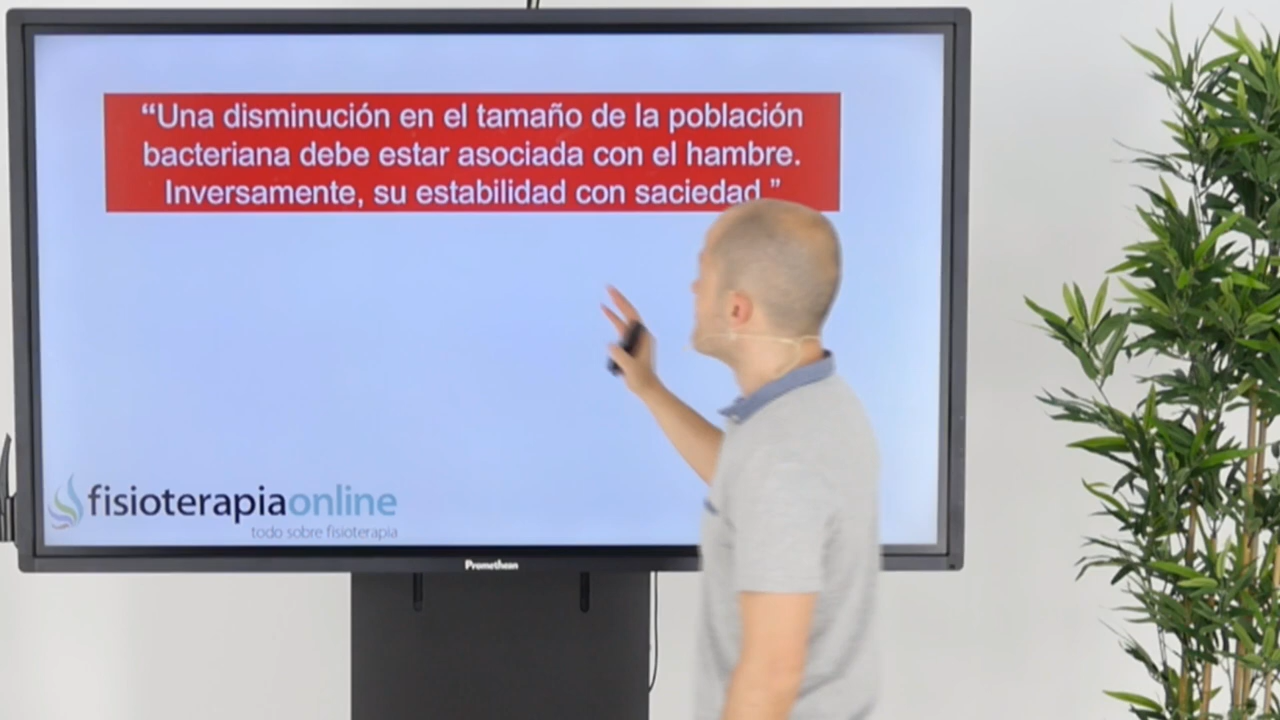 “Una disminución en el tamaño de la población
bacteriana debe estar asociada con el hambre.
Inversamente, su estabilidad con saciedad.”
fisioterapiaonline
todo sobre fisioterapia
Promethean